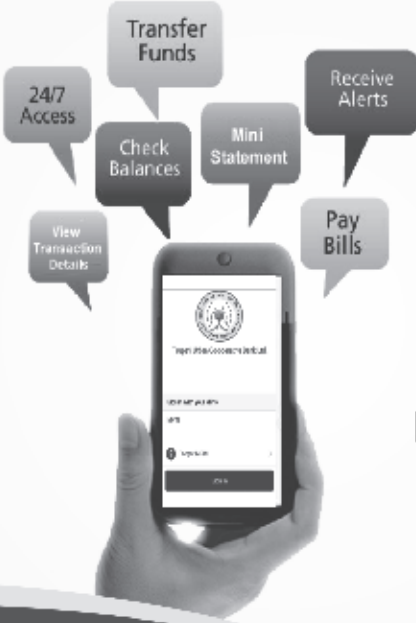 Transfer
Funds
24/7
Access
Receive
Alerts
Check
Balances
Mini
Statement
View
Transaction
Details
Pay
Bills